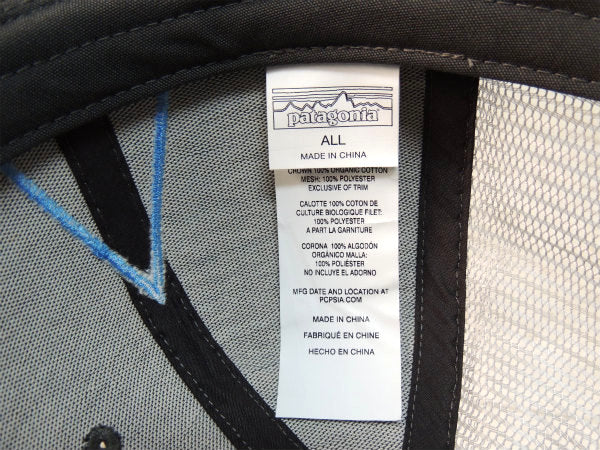 patagonia
ALL
MADE IN CHINA
CROWN 100% ORGANIC COTTON
MESH: 100% POLYESTER
EXCLUSIVE OF TRIM
CALOTTE 100% COTON DE
CULTURE BIOLOGIQUE FILET:
100% POLYESTER
A PART LA GARNITURE
CORONA 100% ALGODÓN
ORGÁNICO MALLA:
100% POLIÉSTER
NO INCLUYE EL ADORNO
MFG DATE AND LOCATION AT
PCPSIA.COM
MADE IN CHINA
FABRIQUÉ EN CHINE
HECHO EN CHINA